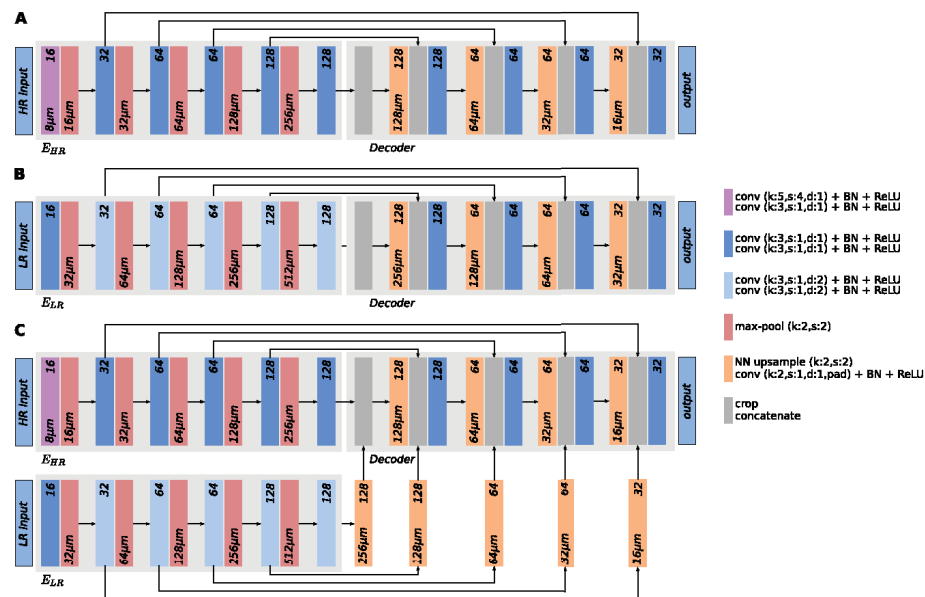 A
HR Input
16
8μm
16μm
32
32μm
64
64μm
64
128μm
128
256μm
128
128
128μm
128
64
64μm
64
64
32μm
64
32
16μm
32
output
E_HR
Decoder
B
LR Input
16
32μm
32
64μm
64
128μm
64
256μm
128
512μm
128
128
256μm
128
64
128μm
64
64
64μm
64
32
32μm
32
output
E_LR
Decoder
C
HR Input
16
8μm
16μm
32
32μm
64
64μm
64
128μm
128
256μm
128
128
128μm
128
64
64μm
64
64
32μm
64
32
16μm
32
output
E_HR
Decoder
LR Input
16
32μm
32
64μm
64
128μm
64
256μm
128
512μm
128
128
256μm
128
128μm
64
64μm
64
32μm
32
16μm
E_LR
conv (k:5,s:4,d:1) + BN + ReLU
conv (k:3,s:1,d:1) + BN + ReLU
conv (k:3,s:1,d:1) + BN + ReLU
conv (k:3,s:1,d:1) + BN + ReLU
conv (k:3,s:1,d:2) + BN + ReLU
conv (k:3,s:1,d:2) + BN + ReLU
max-pool (k:2,s:2)
NN upsample (k:2,s:2)
conv (k:2,s:1,d:1,pad) + BN + ReLU
crop
concatenate